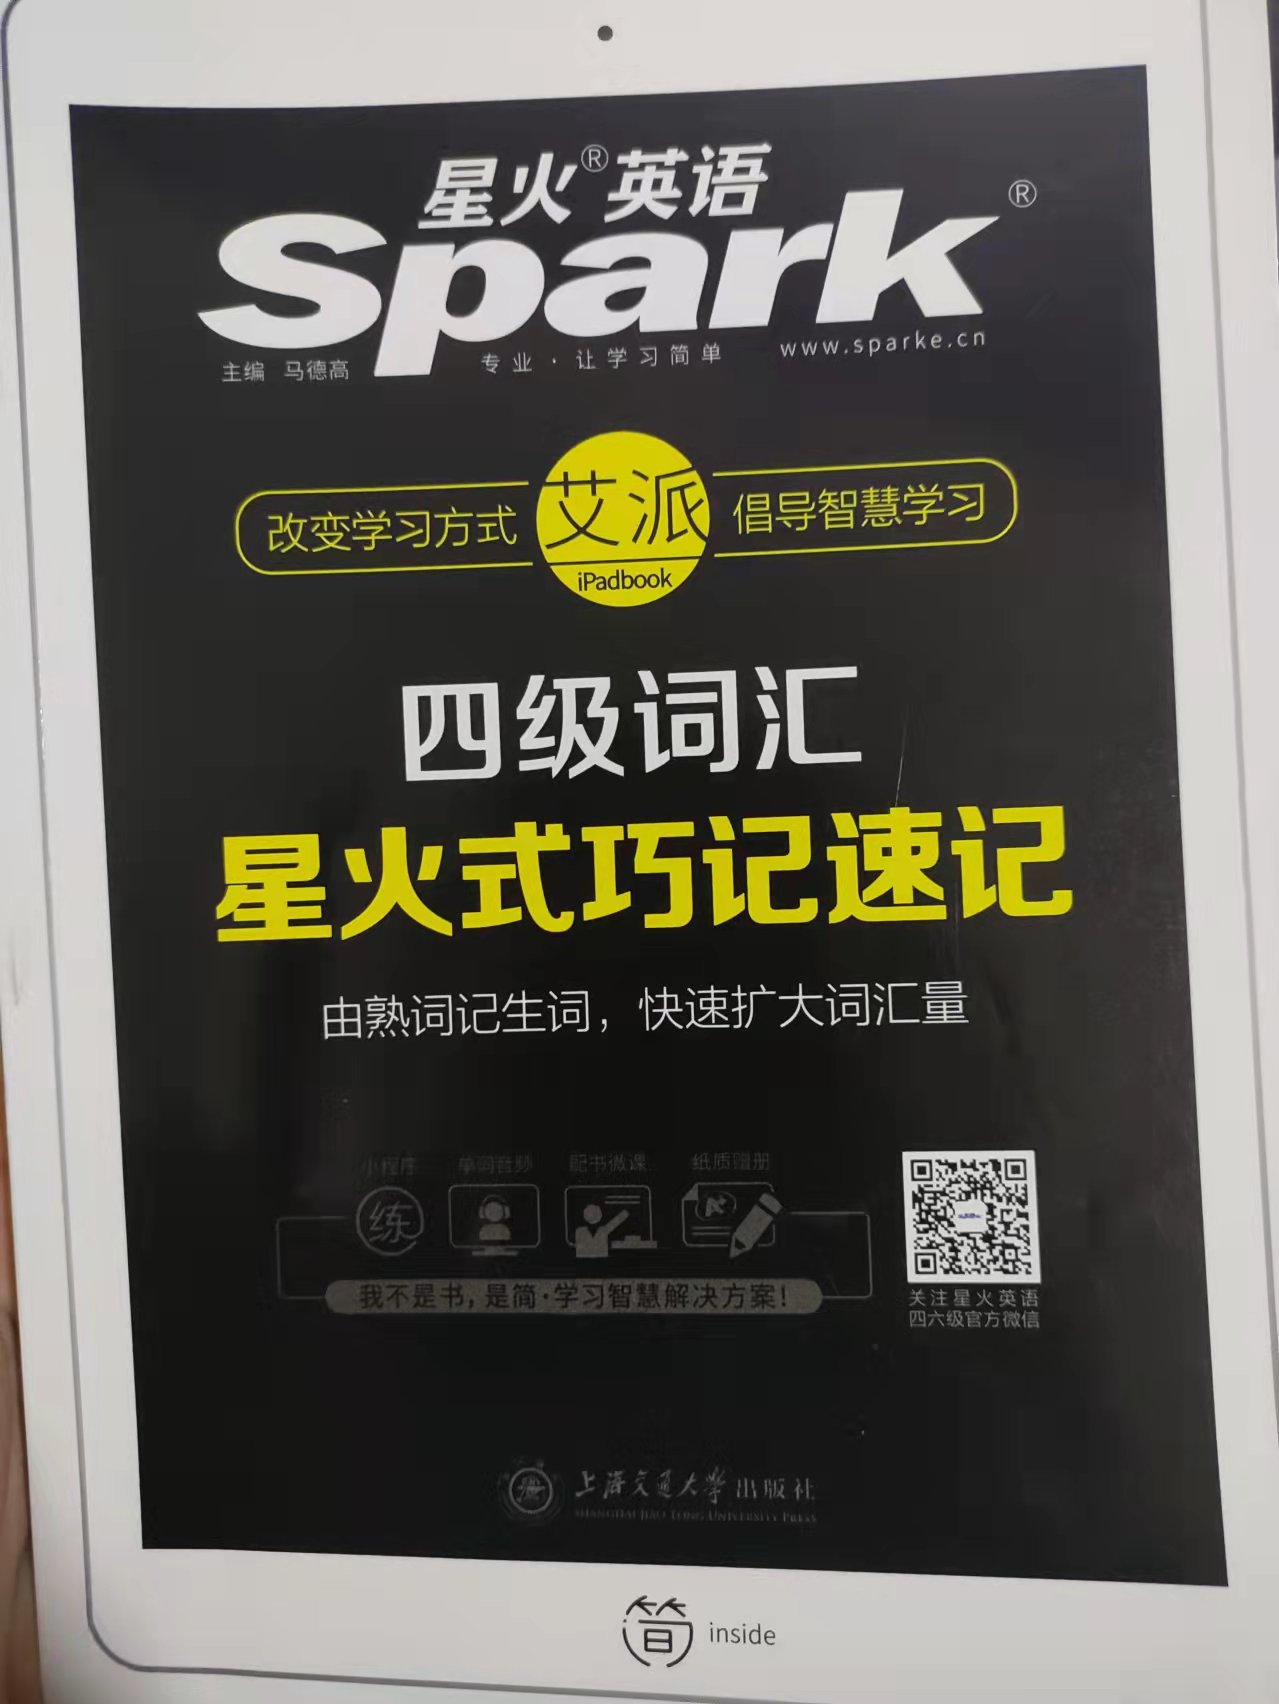 星火®英语
Spark®
主编 马德高
专业·让学习简单
www.sparke.cn
改变学习方式
艾派
iPadbook
倡导智慧学习
四级词汇
星火式巧记速记
由熟词记生词，快速扩大词汇量
小程序 单词音频 配书微课 纸质赠册
练
我不是书，是简·学习智慧解决方案！
关注星火英语
四六级官方微信
上海交通大学出版社
SHANGHAI JIAO TONG UNIVERSITY PRESS
简 inside